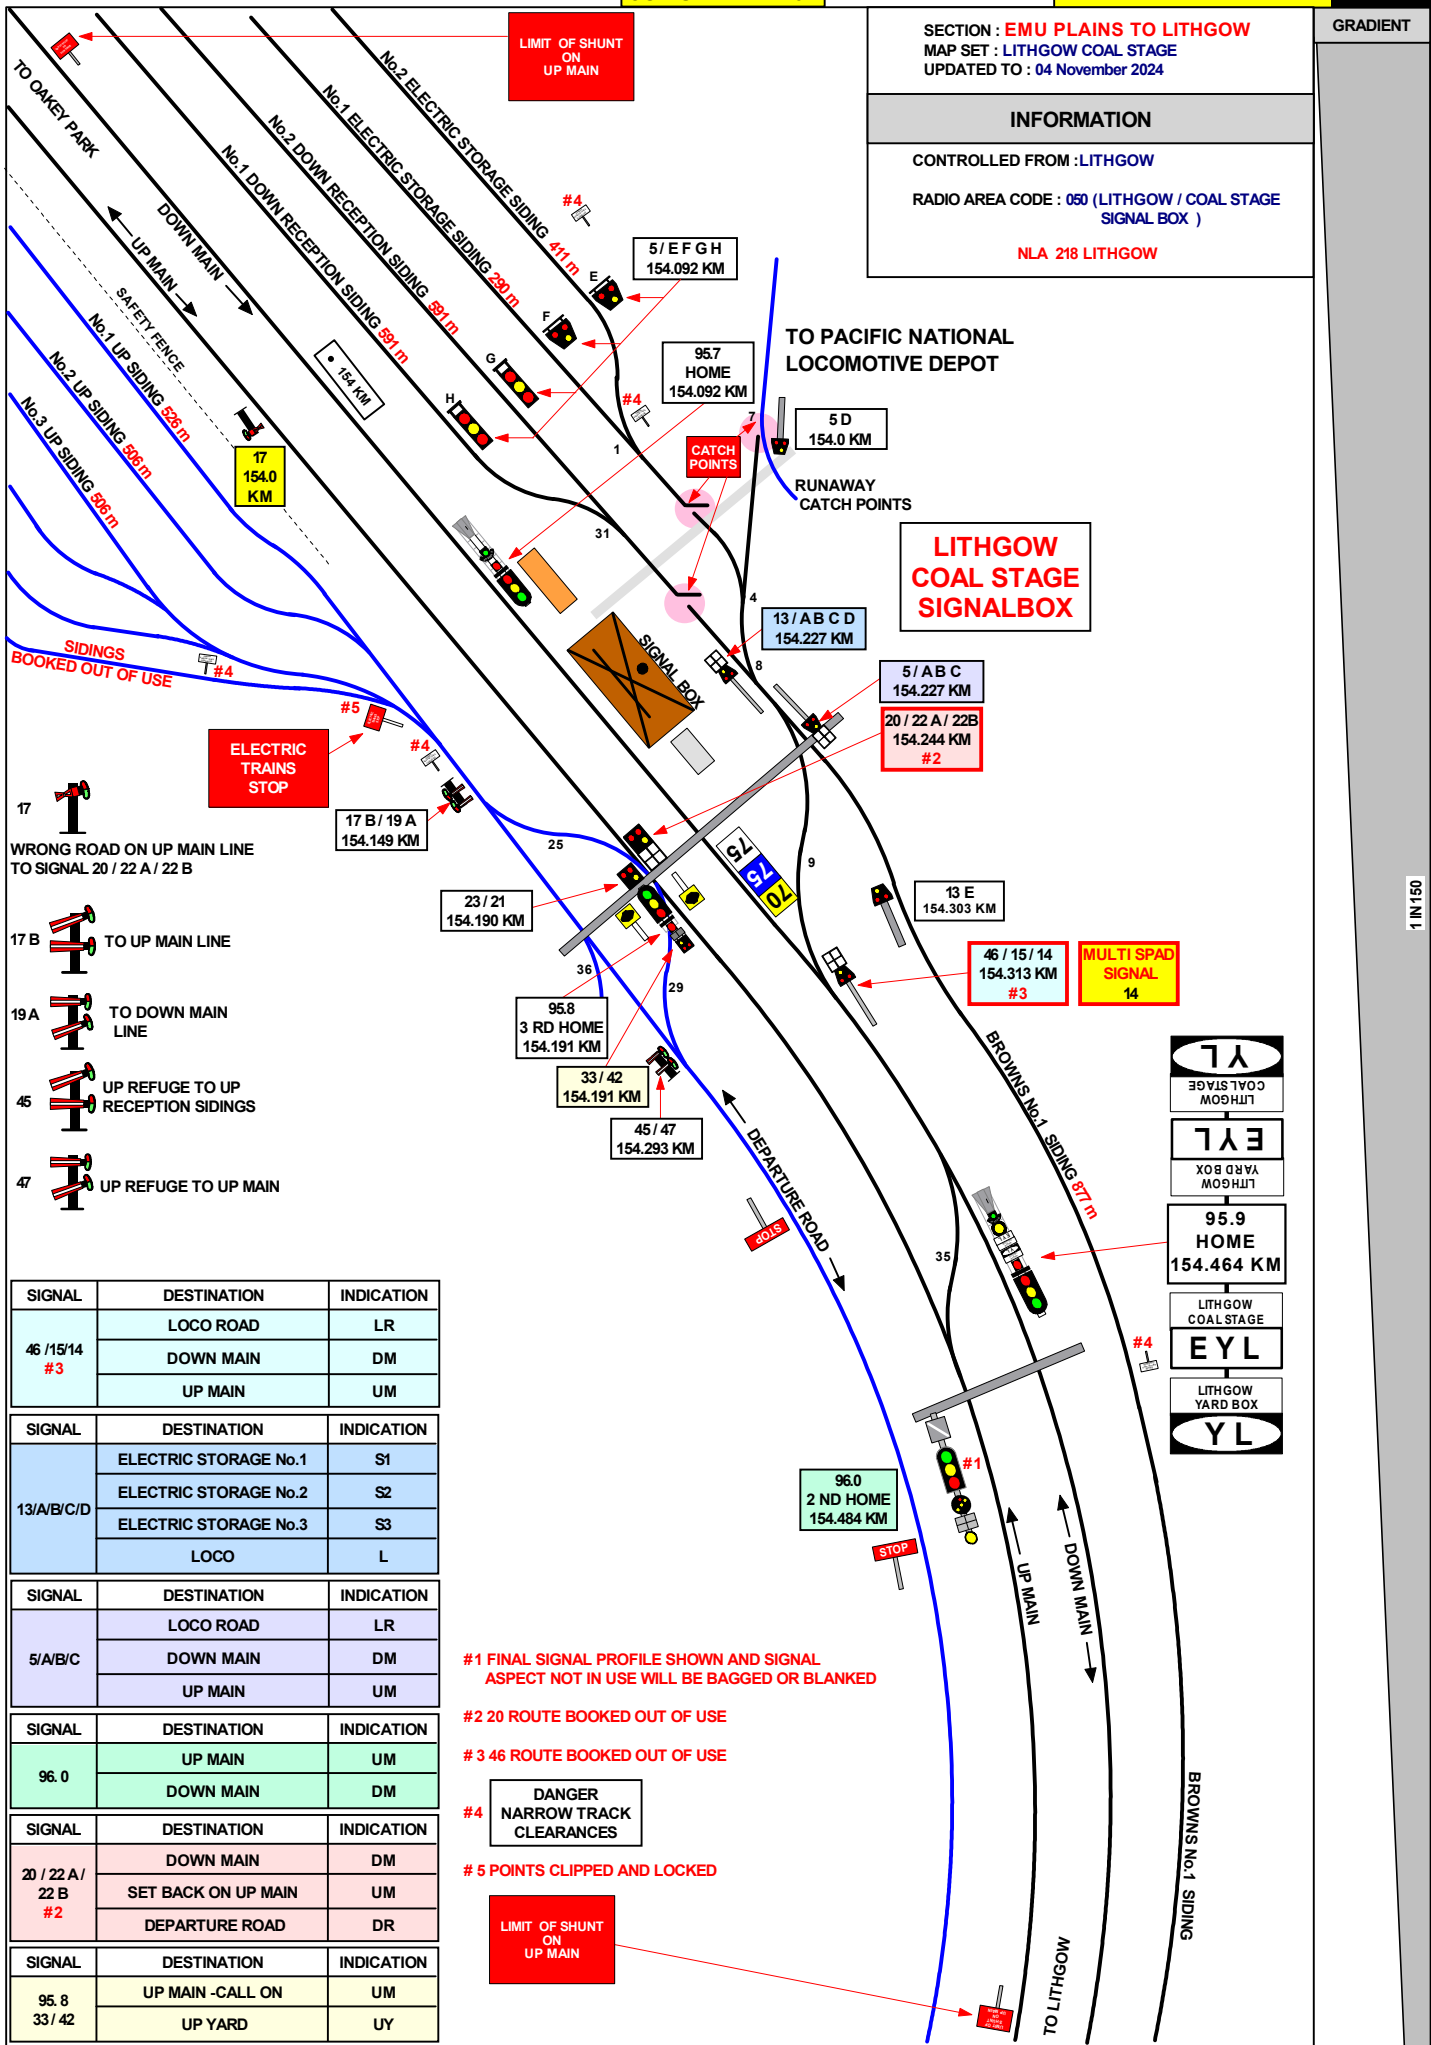 SECTION : EMU PLAINS TO LITHGOW
MAP SET : LITHGOW COAL STAGE
UPDATED TO : 04 November 2024
GRADIENT
INFORMATION
CONTROLLED FROM :LITHGOW
RADIO AREA CODE : 050 (LITHGOW / COAL STAGE
SIGNAL BOX )
NLA 218 LITHGOW
LIMIT OF SHUNT
ON
UP MAIN
TO OAKEY PARK
No.2 ELECTRIC STORAGE SIDING 411 m
No.1 ELECTRIC STORAGE SIDING 290 m
No.2 DOWN RECEPTION SIDING 591 m
No.1 DOWN RECEPTION SIDING 591 m
DOWN MAIN
UP MAIN
SAFETY FENCE
No.1 UP SIDING 526 m
No.2 UP SIDING 506 m
No.3 UP SIDING 506 m
154 KM
#4
5 / E F G H
154.092 KM
E
F
G
H
95.7
HOME
154.092 KM
#4
1
31
TO PACIFIC NATIONAL
LOCOMOTIVE DEPOT
7
5 D
154.0 KM
CATCH
POINTS
RUNAWAY
CATCH POINTS
17
154.0
KM
LITHGOW
COAL STAGE
SIGNALBOX
4
13 / A B C D
154.227 KM
8
SIGNAL BOX
5 / A B C
154.227 KM
20 / 22 A / 22B
154.244 KM
#2
SIDINGS
BOOKED OUT OF USE
#4
#5
#4
ELECTRIC
TRAINS
STOP
17 B / 19 A
154.149 KM
25
75
75
70
9
17
WRONG ROAD ON UP MAIN LINE
TO SIGNAL 20 / 22 A / 22 B
23 / 21
154.190 KM
13 E
154.303 KM
17 B
TO UP MAIN LINE
46 / 15 / 14
154.313 KM
#3
MULTI SPAD
SIGNAL
14
36
29
19 A
TO DOWN MAIN
LINE
95.8
3 RD HOME
154.191 KM
33 / 42
154.191 KM
45 / 47
154.293 KM
45
UP REFUGE TO UP
RECEPTION SIDINGS
47
UP REFUGE TO UP MAIN
DEPARTURE ROAD
STOP
BROWNS No.1 SIDING 877 m
35
YL
LITHGOW
COALSTAGE
EYL
LITHGOW
YARD BOX
95.9
HOME
154.464 KM
LITHGOW
COALSTAGE
EYL
LITHGOW
YARD BOX
YL
#4
1 IN 150
#1
96.0
2 ND HOME
154.484 KM
STOP
UP MAIN
DOWN MAIN
SIGNAL DESTINATION INDICATION
46 /15/14
#3
LOCO ROAD LR
DOWN MAIN DM
UP MAIN UM
SIGNAL DESTINATION INDICATION
13/A/B/C/D
ELECTRIC STORAGE No.1 S1
ELECTRIC STORAGE No.2 S2
ELECTRIC STORAGE No.3 S3
LOCO L
SIGNAL DESTINATION INDICATION
5/A/B/C
LOCO ROAD LR
DOWN MAIN DM
UP MAIN UM
SIGNAL DESTINATION INDICATION
96. 0
UP MAIN UM
DOWN MAIN DM
SIGNAL DESTINATION INDICATION
20 / 22 A /
22 B
#2
DOWN MAIN DM
SET BACK ON UP MAIN UM
DEPARTURE ROAD DR
SIGNAL DESTINATION INDICATION
95. 8
33 / 42
UP MAIN -CALL ON UM
UP YARD UY
#1 FINAL SIGNAL PROFILE SHOWN AND SIGNAL
ASPECT NOT IN USE WILL BE BAGGED OR BLANKED
#2 20 ROUTE BOOKED OUT OF USE
# 3 46 ROUTE BOOKED OUT OF USE
#4
DANGER
NARROW TRACK
CLEARANCES
# 5 POINTS CLIPPED AND LOCKED
LIMIT OF SHUNT
ON
UP MAIN
TO LITHGOW
BROWNS No.1 SIDING